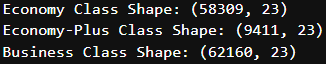 Economy Class Shape: (58309, 23)
Economy-Plus Class Shape: (9411, 23)
Business Class Shape: (62160, 23)